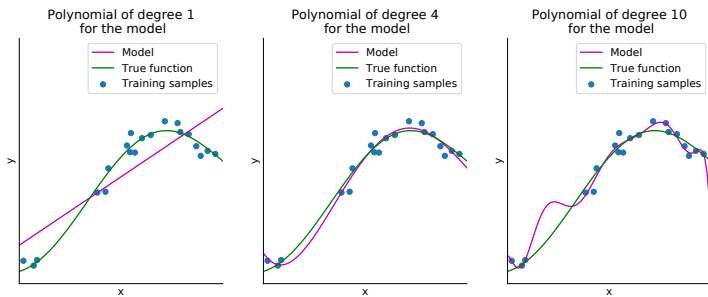 Polynomial of degree 1
for the model
Model
True function
Training samples
y
x
Polynomial of degree 4
for the model
Model
True function
Training samples
y
x
Polynomial of degree 10
for the model
Model
True function
Training samples
y
x